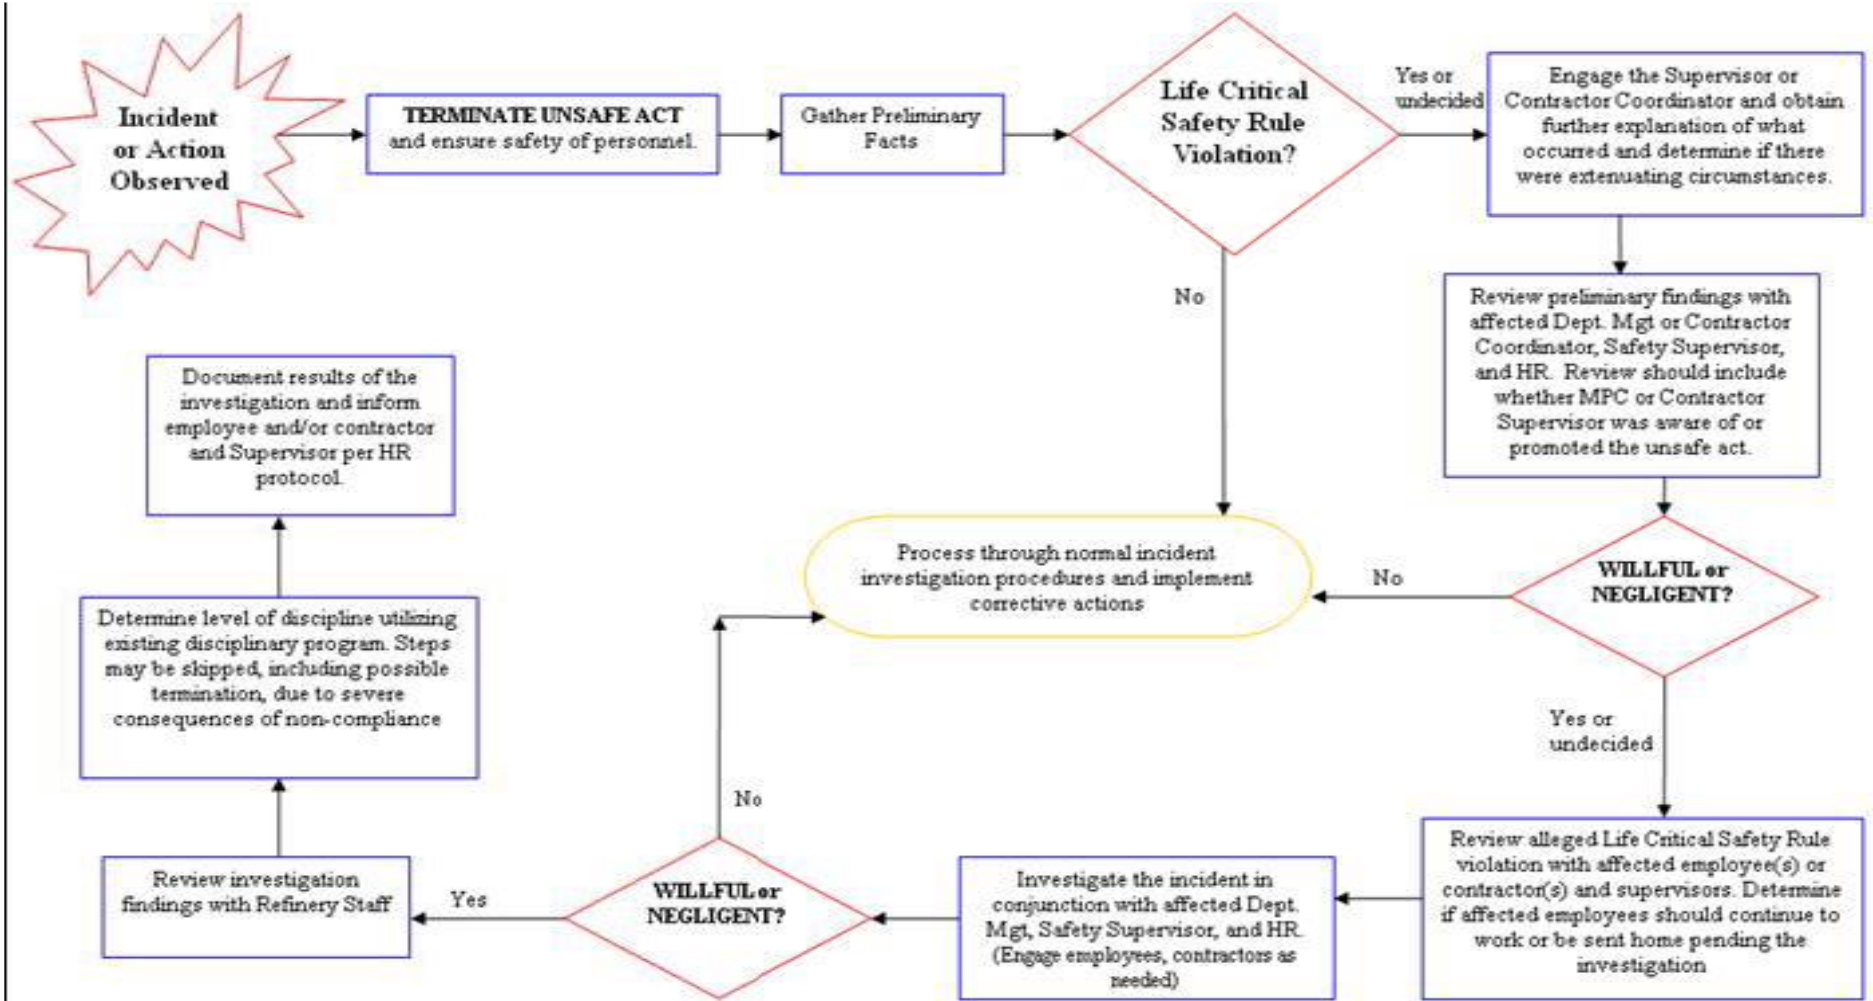 Incident
or Action
Observed
TERMINATE UNSAFE ACT
and ensure safety of personnel.
Gather Preliminary
Facts
Life Critical
Safety Rule
Violation?
Yes or
undecided
Engage the Supervisor or
Contractor Coordinator and obtain
further explanation of what
occurred and determine if there
were extenuating circumstances.
No
Review preliminary findings with
affected Dept. Mgt or Contractor
Coordinator, Safety Supervisor,
and HR. Review should include
whether MPC or Contractor
Supervisor was aware of or
promoted the unsafe act.
Process through normal incident
investigation procedures and implement
corrective actions
No
WILLFUL or
NEGLIGENT?
Yes or
undecided
Review alleged Life Critical Safety Rule
violation with affected employee(s) or
contractor(s) and supervisors. Determine
if affected employees should continue to
work or be sent home pending the
investigation
Investigate the incident in
conjunction with affected Dept.
Mgt, Safety Supervisor, and HR.
(Engage employees, contractors as
needed)
WILLFUL or
NEGLIGENT?
No
Yes
Review investigation
findings with Refinery Staff
Determine level of discipline utilizing
existing disciplinary program. Steps
may be skipped, including possible
termination, due to severe
consequences of non-compliance
Document results of the
investigation and inform
employee and/or contractor
and Supervisor per HR
protocol.